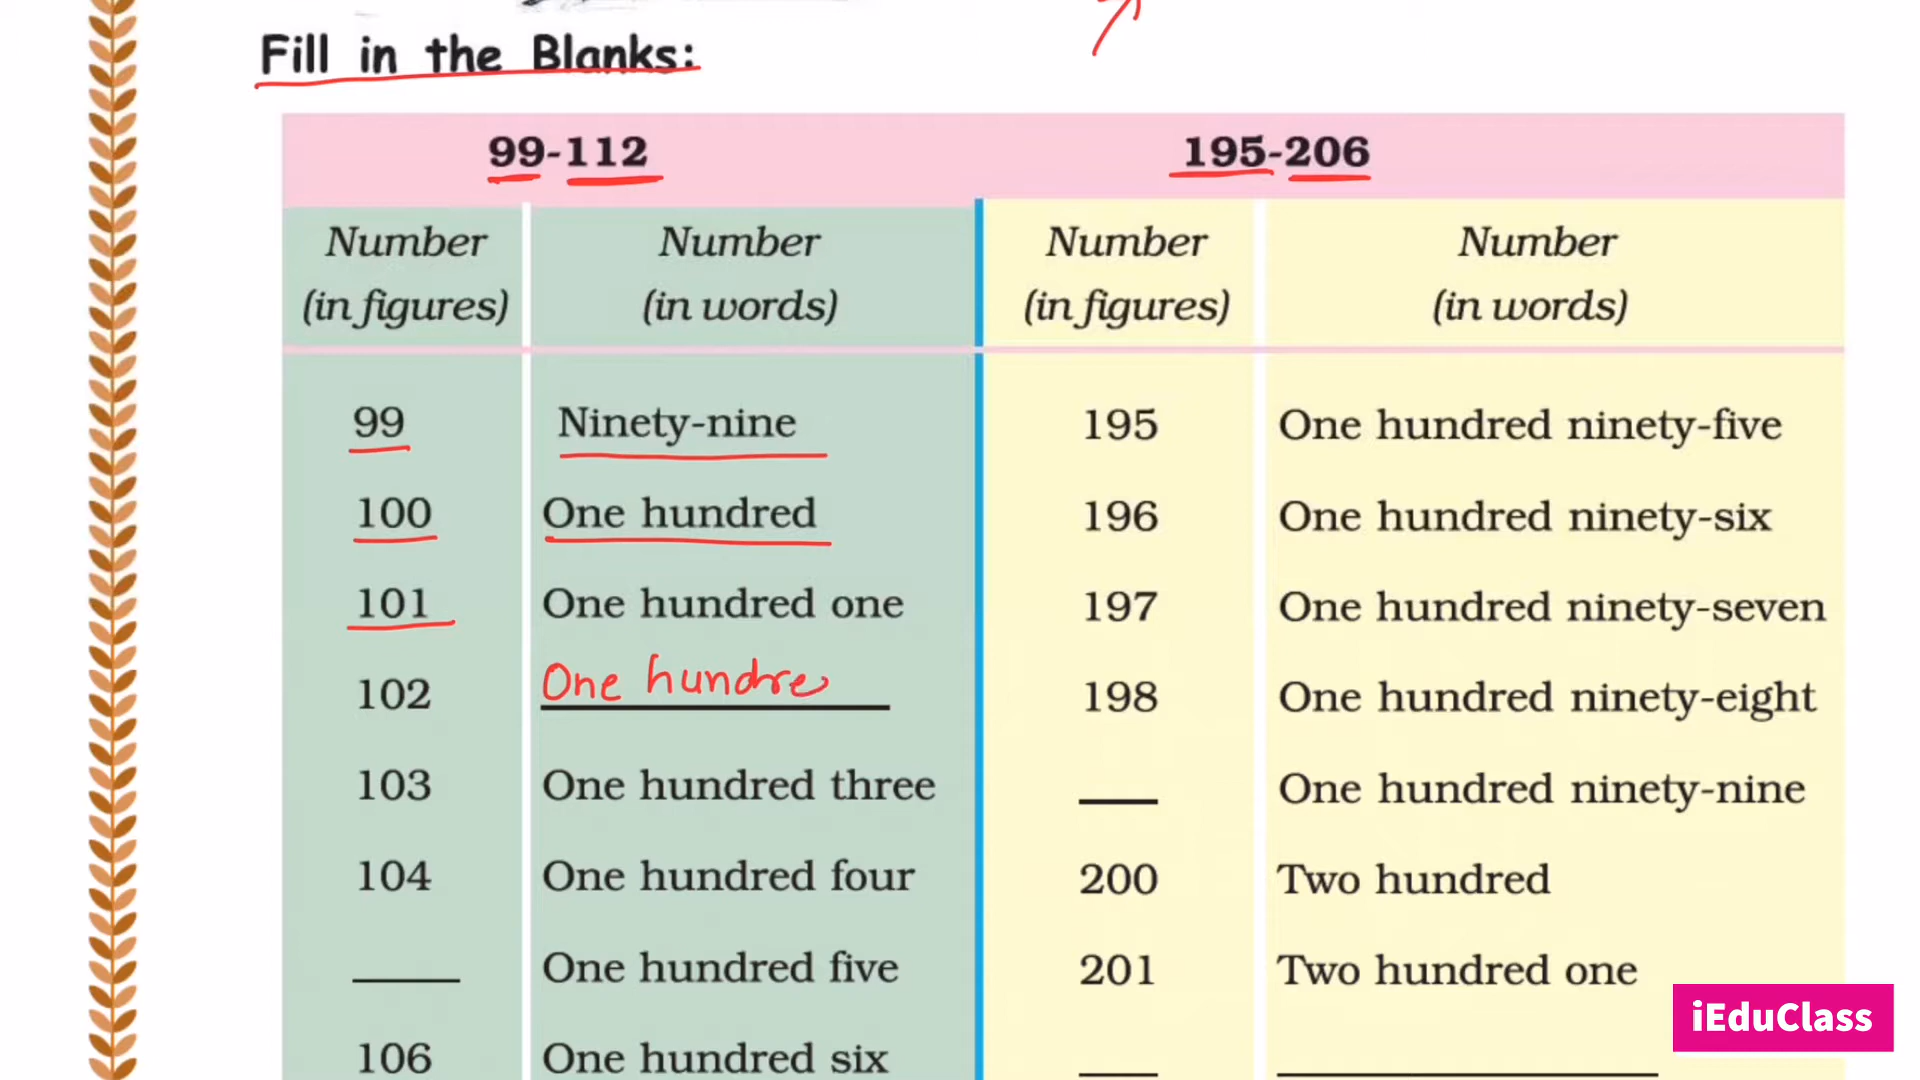 Fill in the Blanks:
99-112 195-206
Number Number Number Number
(in figures) (in words) (in figures) (in words)
99 Ninety-nine 195 One hundred ninety-five
100 One hundred 196 One hundred ninety-six
101 One hundred one 197 One hundred ninety-seven
102 One hundre 198 One hundred ninety-eight
103 One hundred three ___ One hundred ninety-nine
104 One hundred four 200 Two hundred
___ One hundred five 201 Two hundred one
106 One hundred six ___ ___
iEduClass